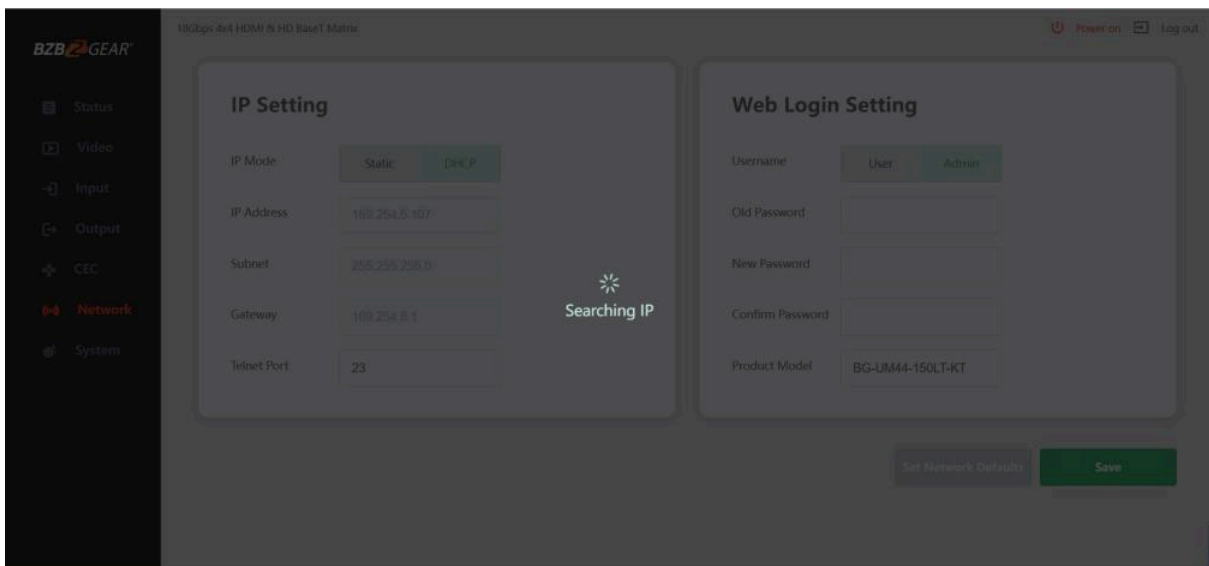 18Gbps 4x4 HDMI & HD BaseT Matrix
Power on
Log out
BZBGEAR
Status
Video
Input
Output
CEC
Network
System
IP Setting
IP Mode
Static
DHCP
IP Address
169.254.8.107
Subnet
255.255.255.0
Gateway
169.254.8.1
Telnet Port
23
Searching IP
Web Login Setting
Username
User
Admin
Old Password
New Password
Confirm Password
Product Model
BG-UM44-150LT-KT
Set Network Defaults
Save